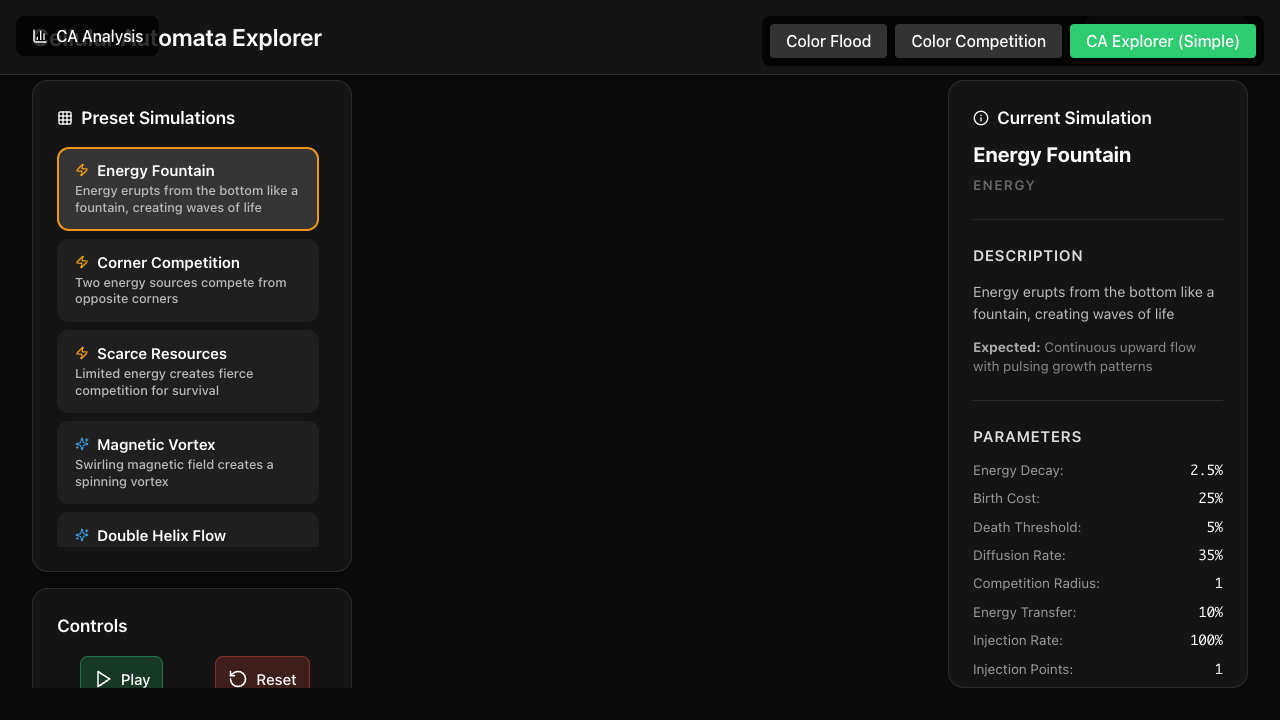 CA Analysis
Cellular Automata Explorer
Color Flood
Color Competition
CA Explorer (Simple)
Preset Simulations
Energy Fountain
Energy erupts from the bottom like a
fountain, creating waves of life
Corner Competition
Two energy sources compete from
opposite corners
Scarce Resources
Limited energy creates fierce
competition for survival
Magnetic Vortex
Swirling magnetic field creates a
spinning vortex
Double Helix Flow
Controls
Play
Reset
Current Simulation
Energy Fountain
ENERGY
DESCRIPTION
Energy erupts from the bottom like a
fountain, creating waves of life
Expected: Continuous upward flow
with pulsing growth patterns
PARAMETERS
Energy Decay: 2.5%
Birth Cost: 25%
Death Threshold: 5%
Diffusion Rate: 35%
Competition Radius: 1
Energy Transfer: 10%
Injection Rate: 100%
Injection Points: 1